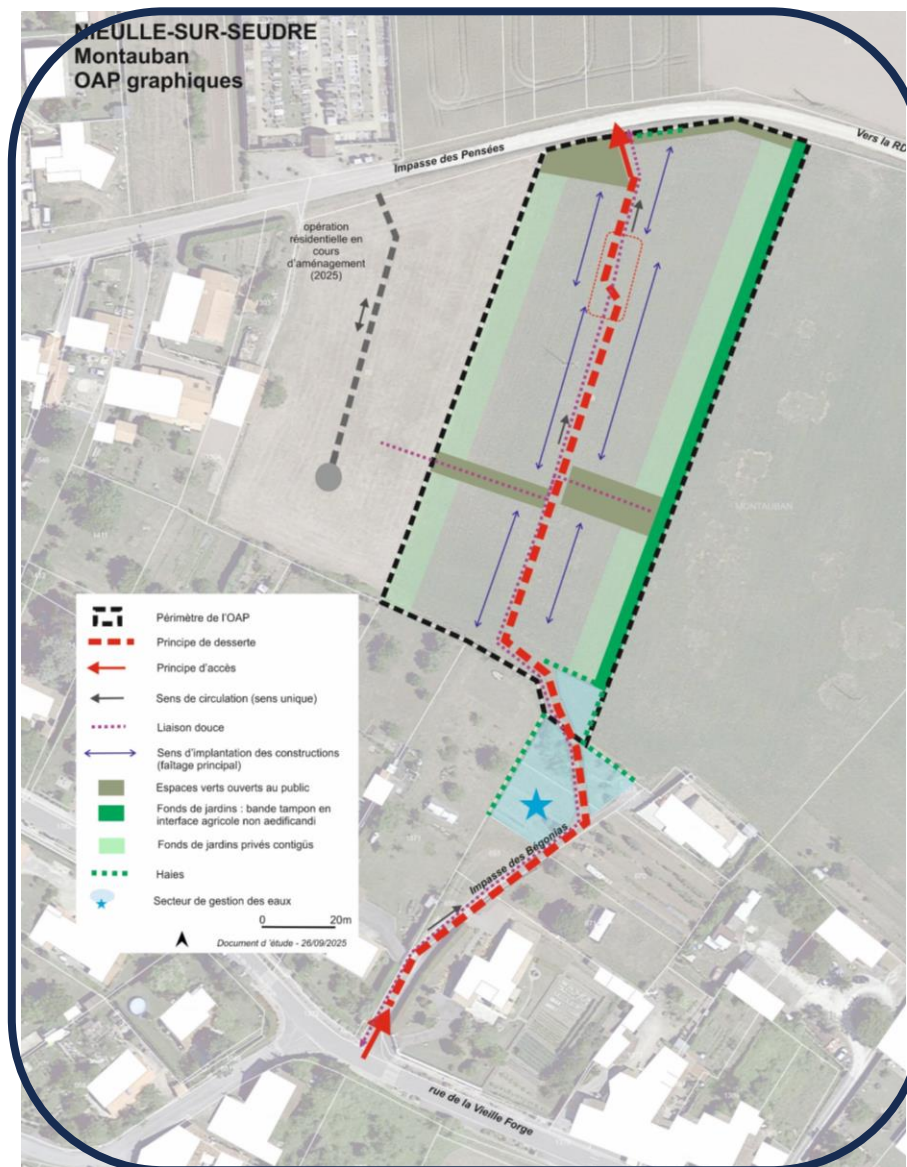 NIEULLE-SUR-SEUDRE
Montauban
OAP graphiques
Impasse des Pensées
Vers la RD
opération
résidentielle en
cours
d'aménagement
(2025)
MONTAUBAN
Périmètre de l'OAP
Principe de desserte
Principe d'accès
Sens de circulation (sens unique)
Liaison douce
Sens d'implantation des constructions
(faîtage principal)
Espaces verts ouverts au public
Fonds de jardins : bande tampon en
interface agricole non aedificandi
Fonds de jardins privés contigüs
Haies
Secteur de gestion des eaux
0 20m
Document d 'étude - 26/09/2025
Impasse des Bégonias
rue de la Vieille Forge